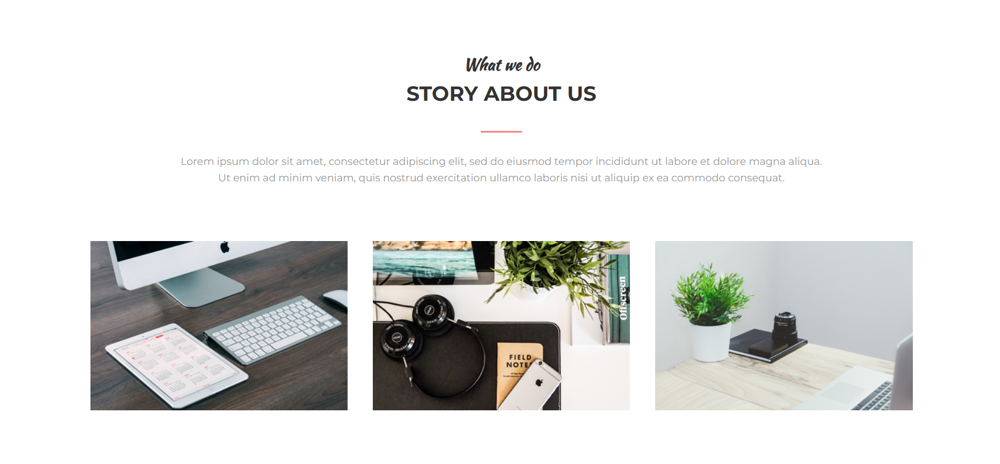 What we do
STORY ABOUT US
Lorem ipsum dolor sit amet, consectetur adipiscing elit, sed do eiusmod tempor incididunt ut labore et dolore magna aliqua.
Ut enim ad minim veniam, quis nostrud exercitation ullamco laboris nisi ut aliquip ex ea commodo consequat.
Offscreen
FIELD
NOTES